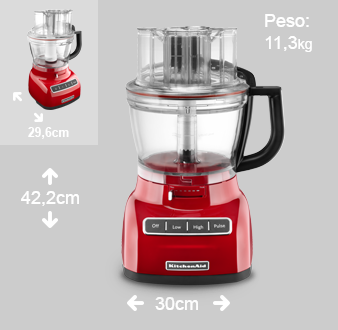 Peso:
11,3kg
29,6cm
42,2cm
Off Low High Pulse
KitchenAid
30cm